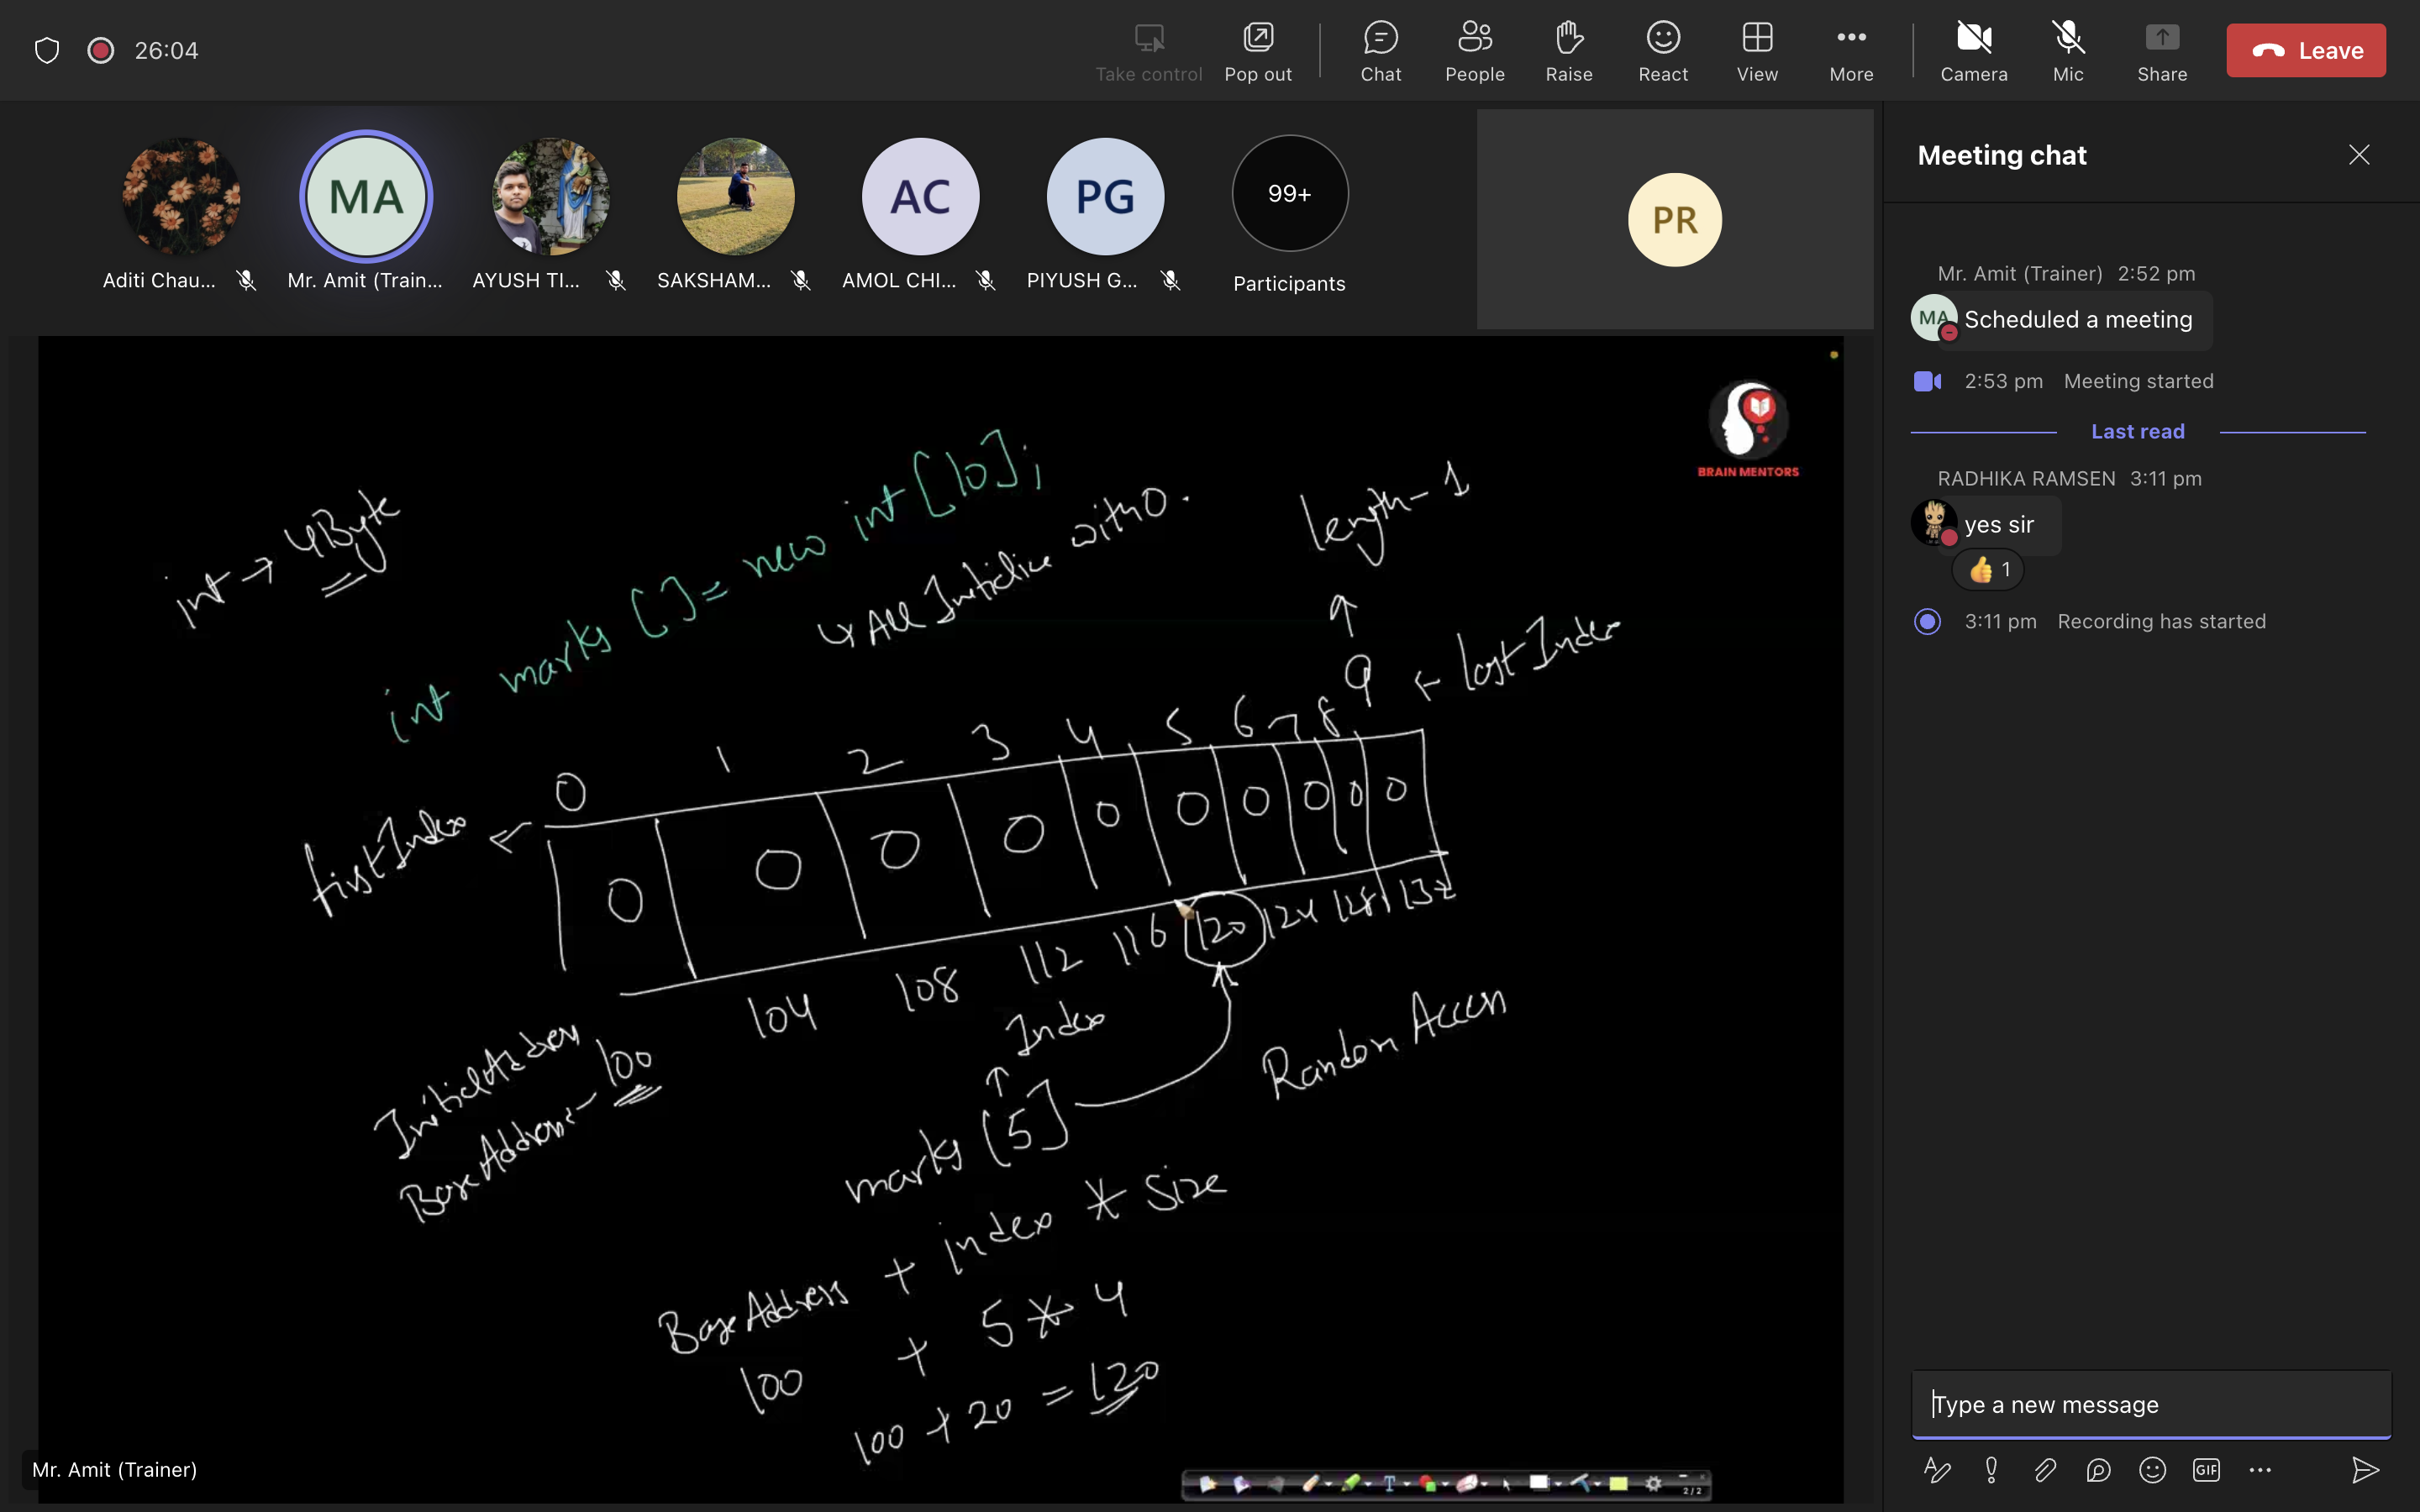 26:04
Take control
Pop out
Chat
People
Raise
React
View
More
Camera
Mic
Share
Leave
MA
AC
PG
99+
PR
Aditi Chau...
Mr. Amit (Train...
AYUSH TI...
SAKSHAM...
AMOL CHI...
PIYUSH G...
Participants
BRAIN MENTORS
int → 4Byte
int marks []= new int[10];
↳ All Initialize with 0.
length-1
9 ← last Index
0 1 2 3 4 5 6 7 8
first Index ←
0 0 0 0 0 0 0 0 0 0
104 108 112 116 120 124 128 132
Initial Address
Base Address - 100
Index
marks [5]
Random Access
Base Address + index * Size
100 + 5 * 4
100 + 20 = 120
Mr. Amit (Trainer)
2/2
Meeting chat
Mr. Amit (Trainer) 2:52 pm
MA
Scheduled a meeting
2:53 pm Meeting started
Last read
RADHIKA RAMSEN 3:11 pm
yes sir
👍 1
3:11 pm Recording has started
Type a new message
GIF